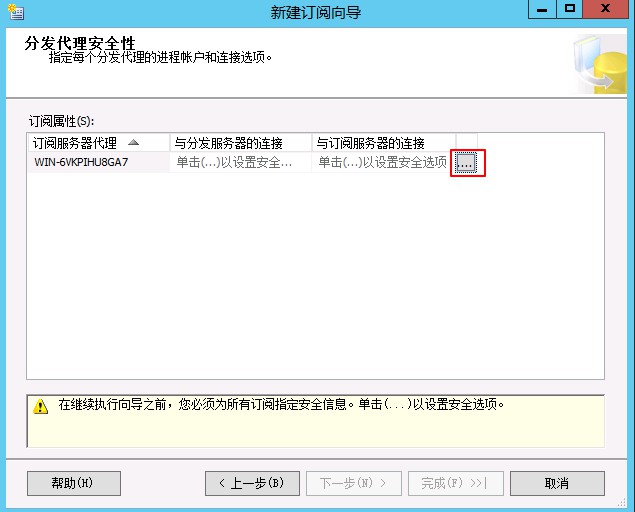 新建订阅向导
分发代理安全性
指定每个分发代理的进程帐户和连接选项。
订阅属性(S):
订阅服务器代理 与分发服务器的连接 与订阅服务器的连接
WIN-6VKPIHU8GA7 单击(...)以设置安全... 单击(...)以设置安全选项 ....
在继续执行向导之前，您必须为所有订阅指定安全信息。单击(...)以设置安全选项。
帮助(H) < 上一步(B) 下一步(N) > 完成(F) >>| 取消